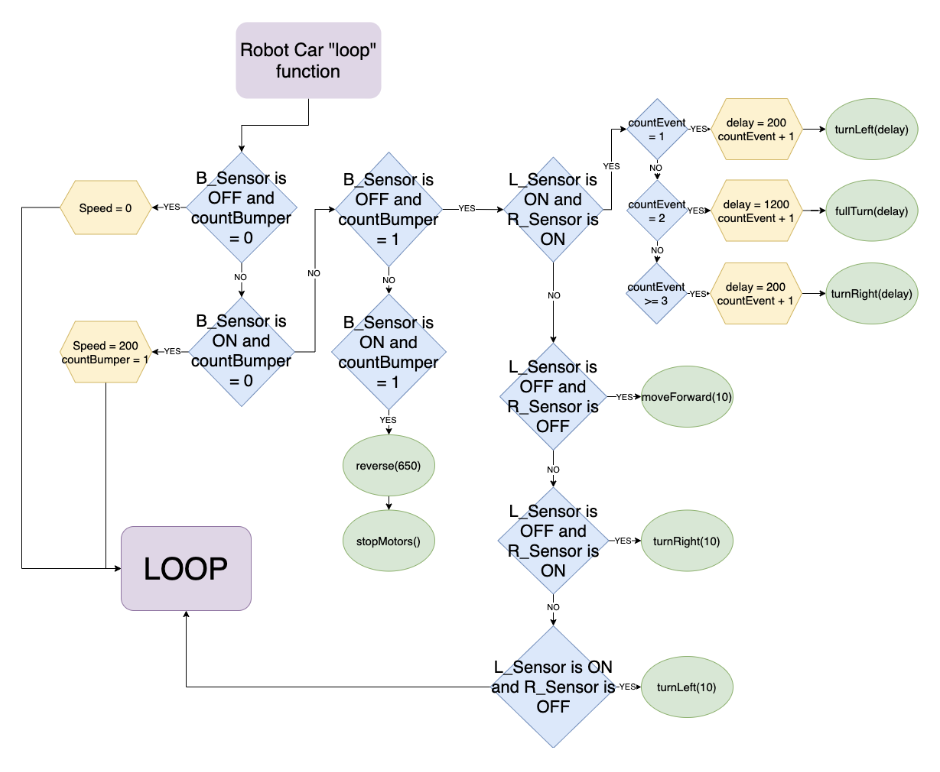 Robot Car "loop"
function
B_Sensor is
OFF and
countBumper
= 0
YES
Speed = 0
NO
B_Sensor is
ON and
countBumper
= 0
YES
Speed = 200
countBumper = 1
NO
B_Sensor is
OFF and
countBumper
= 1
YES
NO
B_Sensor is
ON and
countBumper
= 1
YES
reverse(650)
stopMotors()
L_Sensor is
ON and
R_Sensor is
ON
YES
countEvent
= 1
YES
delay = 200
countEvent + 1
turnLeft(delay)
NO
countEvent
= 2
YES
delay = 1200
countEvent + 1
fullTurn(delay)
NO
countEvent
>= 3
YES
delay = 200
countEvent + 1
turnRight(delay)
NO
L_Sensor is
OFF and
R_Sensor is
OFF
YES
moveForward(10)
NO
L_Sensor is
OFF and
R_Sensor is
ON
YES
turnRight(10)
NO
L_Sensor is ON
and R_Sensor is
OFF
YES
turnLeft(10)
LOOP